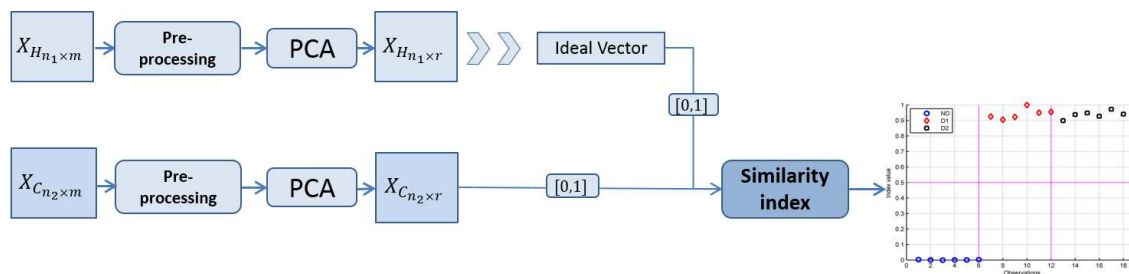 X_{H_{n_1×m}}
Pre-
processing
PCA
X_{H_{n_1×r}}
Ideal Vector
[0,1]
X_{C_{n_2×m}}
Pre-
processing
PCA
X_{C_{n_2×r}}
[0,1]
Similarity
index
ND
D1
D2
Index value
1
0.9
0.8
0.7
0.6
0.5
0.4
0.3
0.2
0.1
0
0 2 4 6 8 10 12 14 16 18
Observations